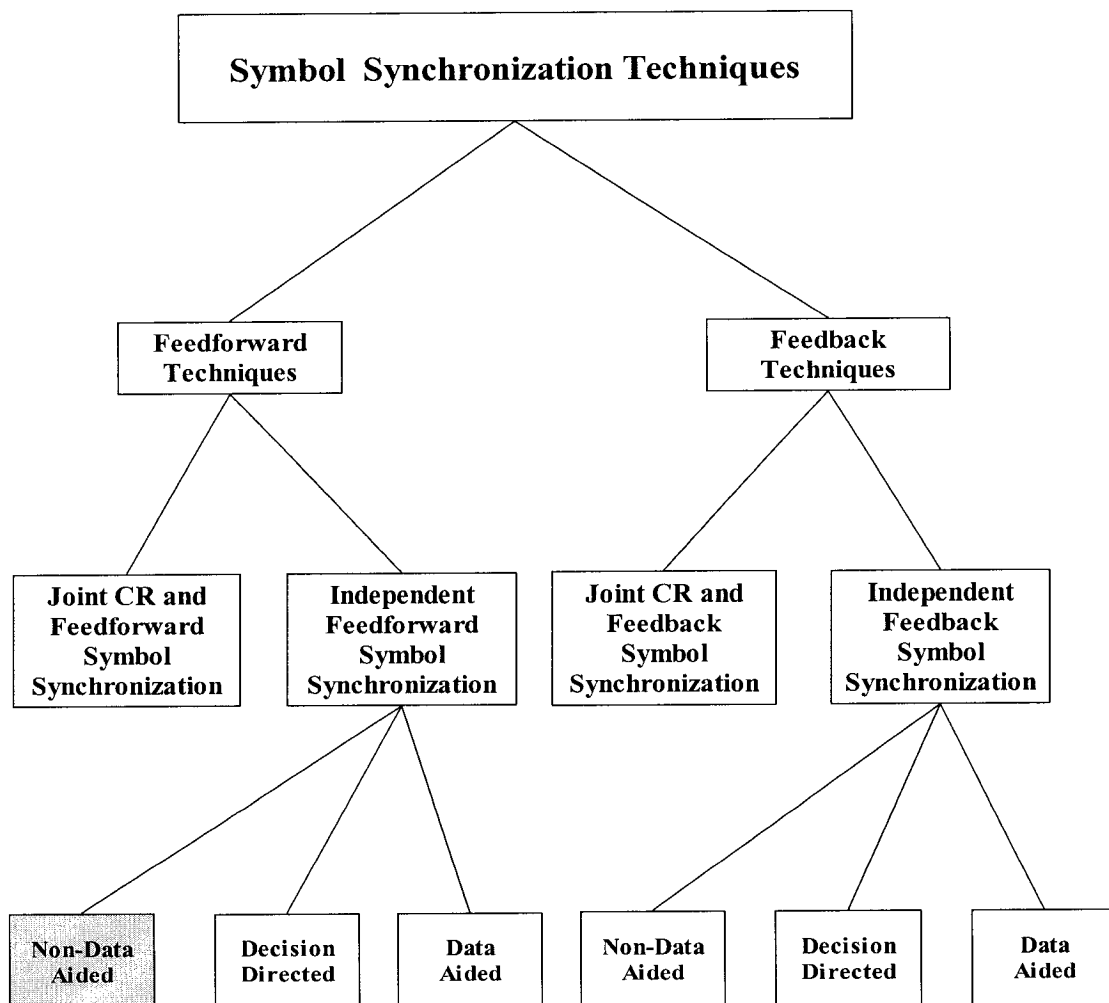 Symbol Synchronization Techniques
Feedforward
Techniques
Feedback
Techniques
Joint CR and
Feedforward
Symbol
Synchronization
Independent
Feedforward
Symbol
Synchronization
Joint CR and
Feedback
Symbol
Synchronization
Independent
Feedback
Symbol
Synchronization
Non-Data
Aided
Decision
Directed
Data
Aided
Non-Data
Aided
Decision
Directed
Data
Aided